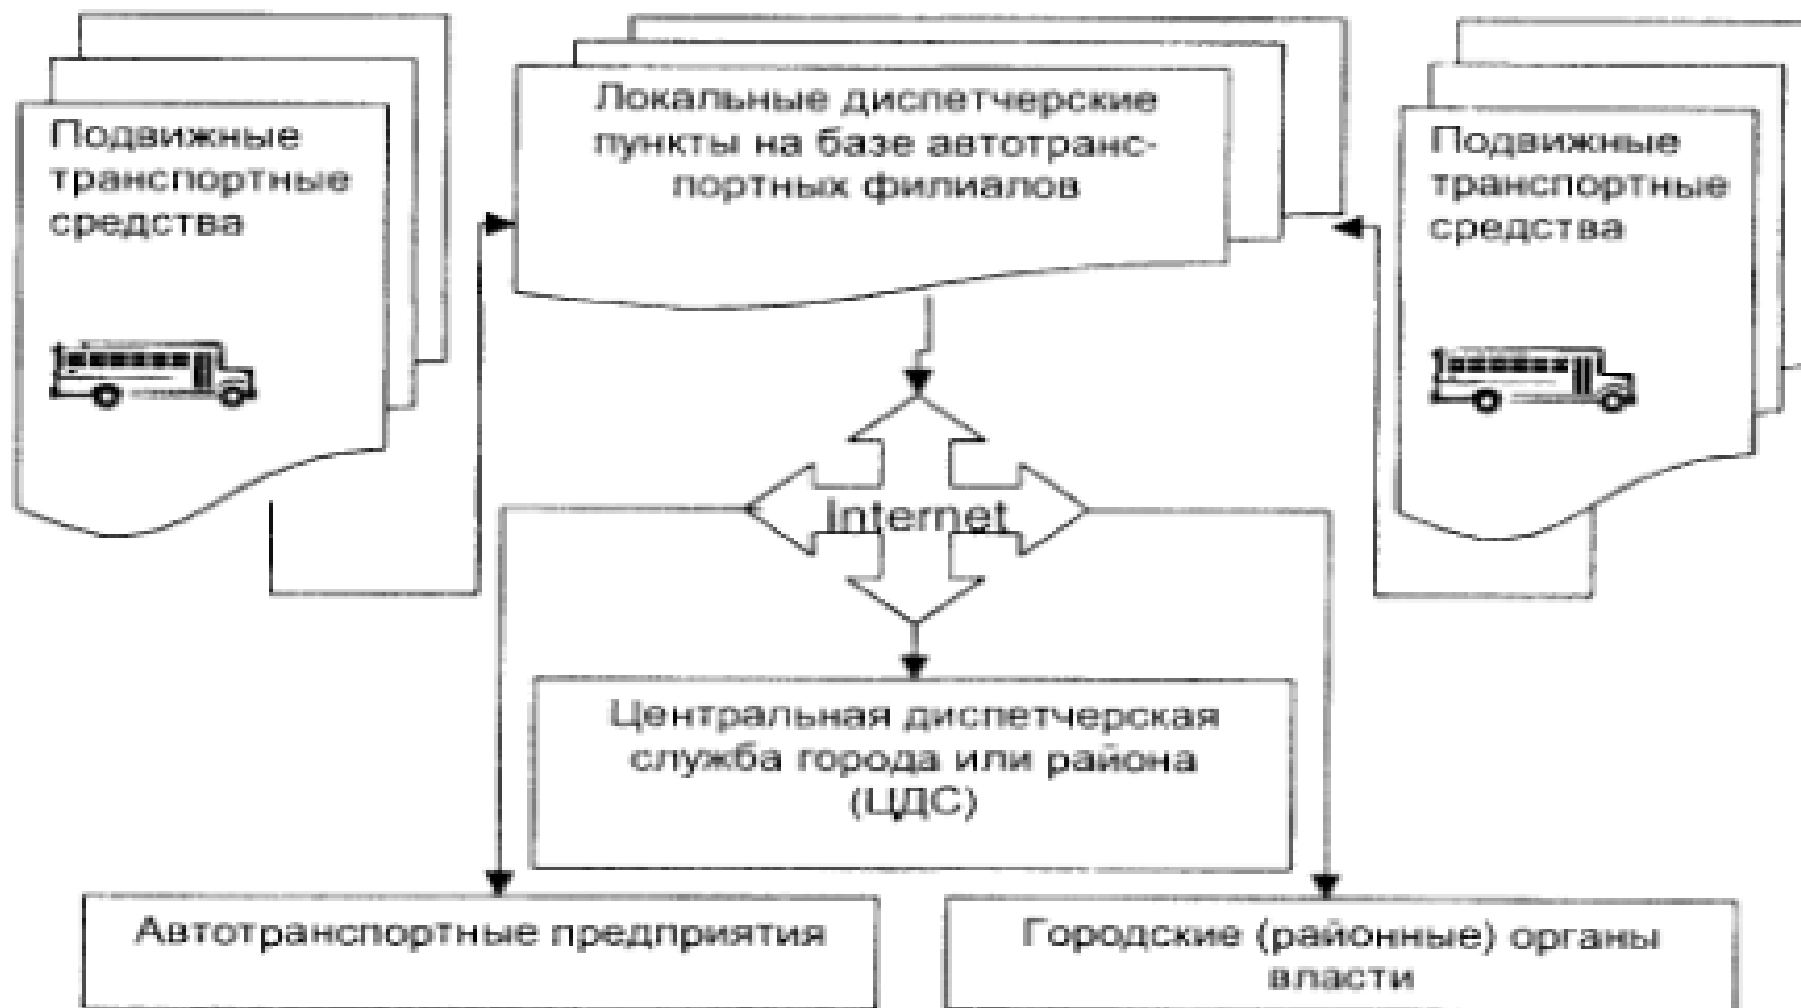 Подвижные
транспортные
средства
Локальные диспетчерские
пункты на базе автотранс-
портных филиалов
Подвижные
транспортные
средства
Internet
Центральная диспетчерская
служба города или района
(ЦДС)
Автотранспортные предприятия
Городские (районные) органы
власти